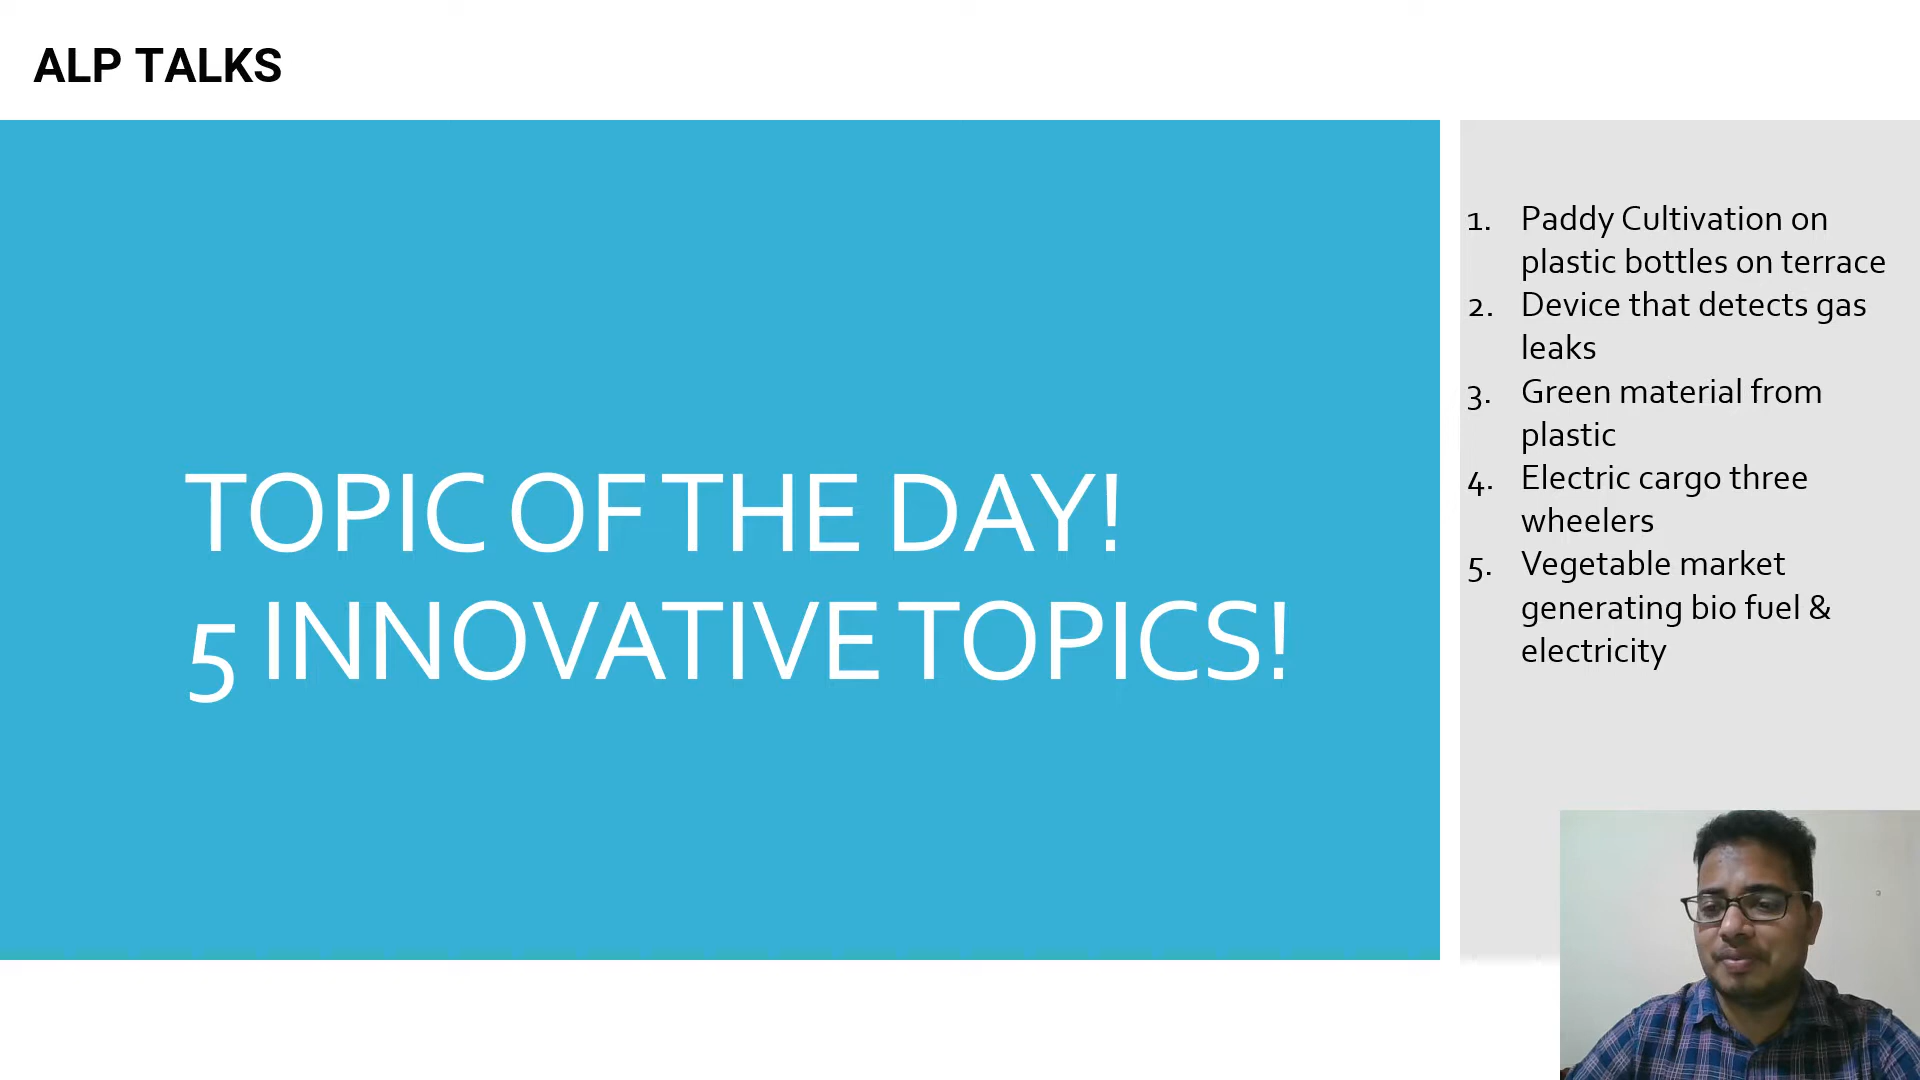 ALP TALKS
TOPIC OF THE DAY!
5 INNOVATIVE TOPICS!
1. Paddy Cultivation on
plastic bottles on terrace
2. Device that detects gas
leaks
3. Green material from
plastic
4. Electric cargo three
wheelers
5. Vegetable market
generating bio fuel &
electricity